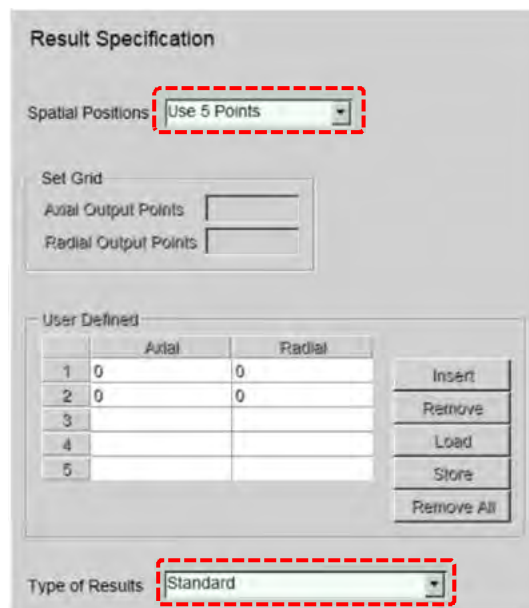 Result Specification
Spatial Positions Use 5 Points
Set Grid
Axial Output Points
Radial Output Points
User Defined
Axial Radial
1 0 0
2 0 0
3
4
5
Insert
Remove
Load
Store
Remove All
Type of Results Standard